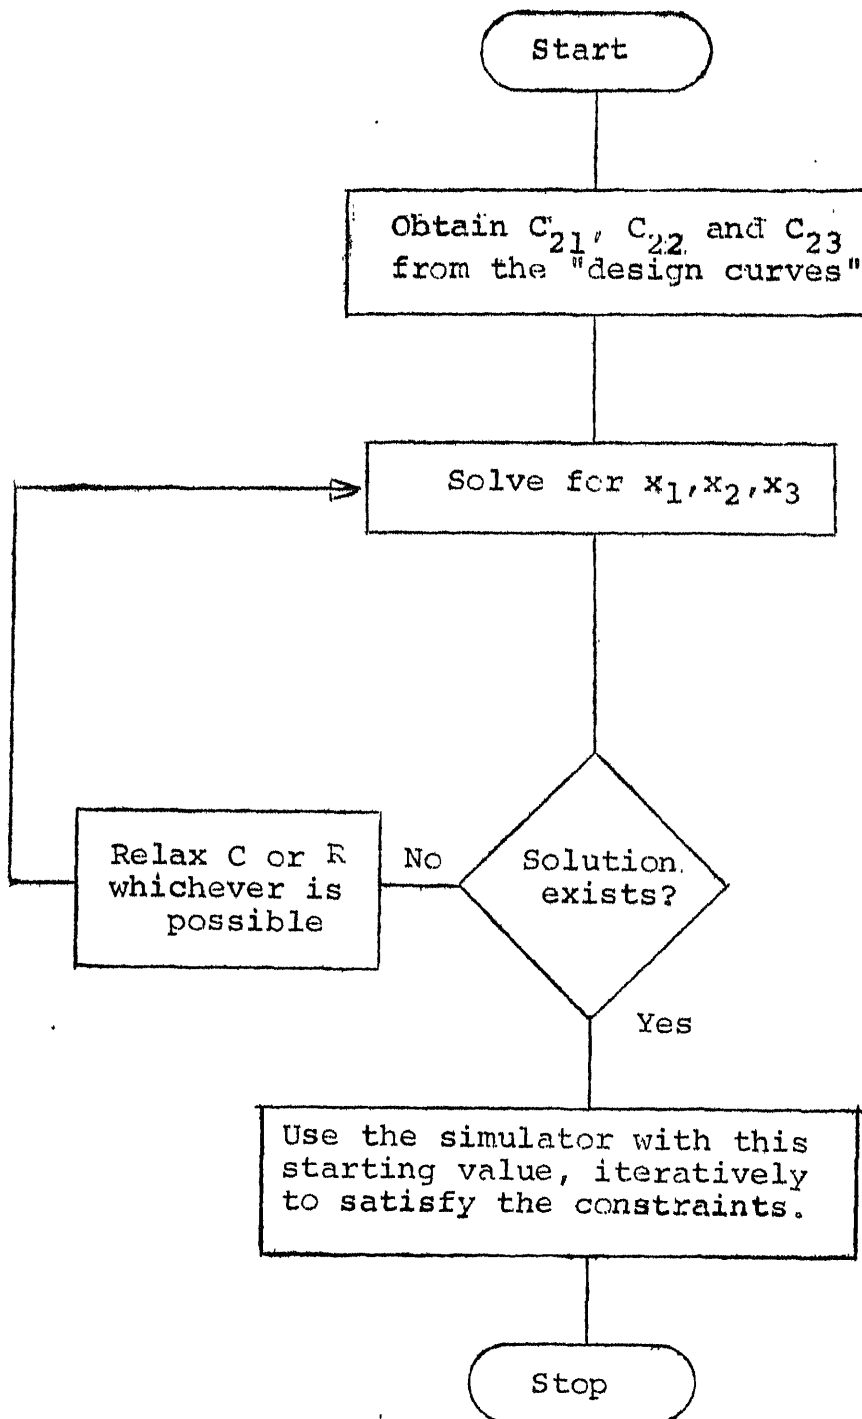 Start
Obtain C21, C22 and C23
from the "design curves"
Solve for x1,x2,x3
Solution
exists?
No
Relax C or R
whichever is
possible
Yes
Use the simulator with this
starting value, iteratively
to satisfy the constraints.
Stop